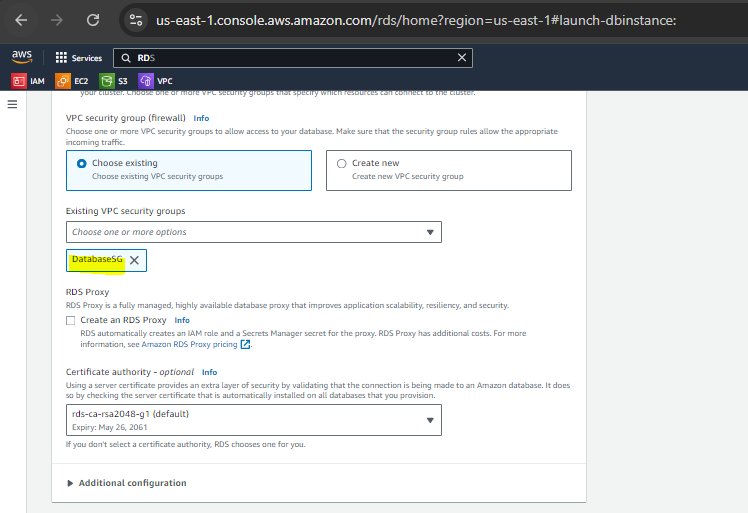 us-east-1.console.aws.amazon.com/rds/home?region=us-east-1#launch-dbinstance:
aws
Services
RDS
IAM
EC2
S3
VPC
your cluster. Choose one or more VPC security groups that specify which resources can connect to the cluster.
VPC security group (firewall) Info
Choose one or more VPC security groups to allow access to your database. Make sure that the security group rules allow the appropriate
incoming traffic.
Choose existing
Choose existing VPC security groups
Create new
Create new VPC security group
Existing VPC security groups
Choose one or more options
DatabaseSG
RDS Proxy
RDS Proxy is a fully managed, highly available database proxy that improves application scalability, resiliency, and security.
Create an RDS Proxy Info
RDS automatically creates an IAM role and a Secrets Manager secret for the proxy. RDS Proxy has additional costs. For more
information, see Amazon RDS Proxy pricing.
Certificate authority - optional Info
Using a server certificate provides an extra layer of security by validating that the connection is being made to an Amazon database. It does
so by checking the server certificate that is automatically installed on all databases that you provision.
rds-ca-rsa2048-g1 (default)
Expiry: May 26, 2061
If you don't select a certificate authority, RDS chooses one for you.
Additional configuration